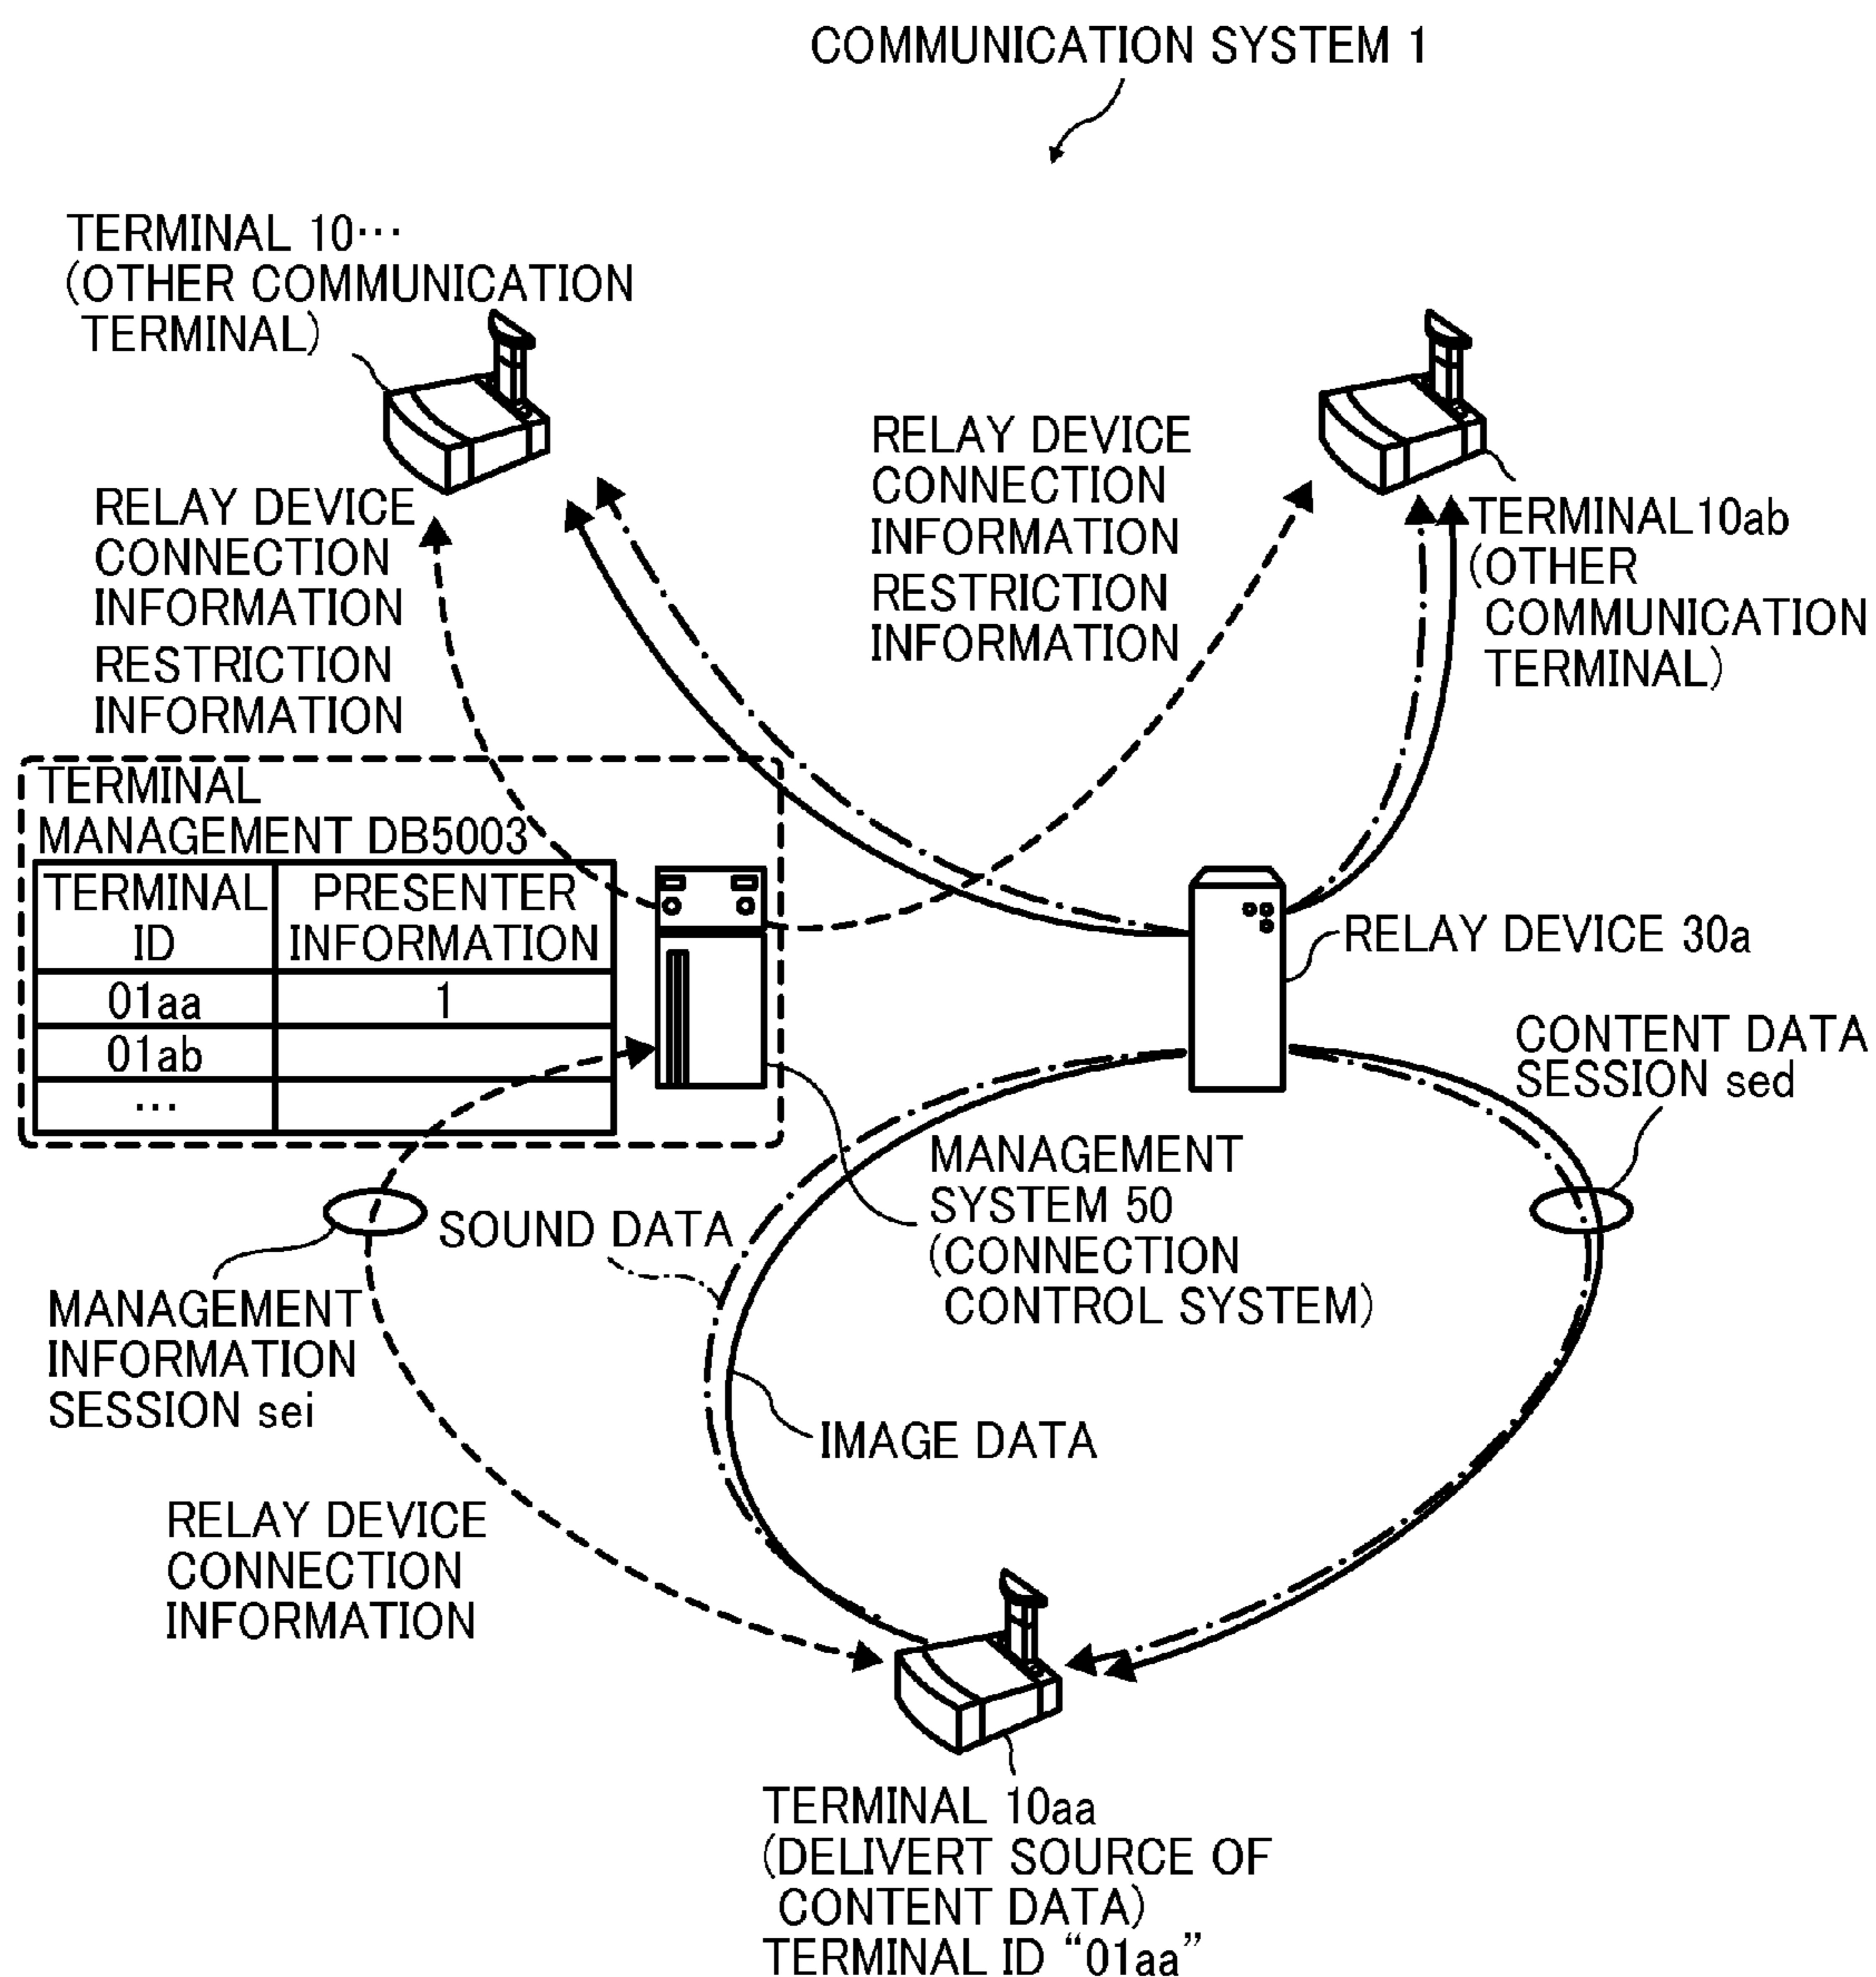 COMMUNICATION SYSTEM 1
TERMINAL 10…
(OTHER COMMUNICATION
TERMINAL)
RELAY DEVICE
CONNECTION
INFORMATION
RESTRICTION
INFORMATION
RELAY DEVICE
CONNECTION
INFORMATION
RESTRICTION
INFORMATION
TERMINAL10ab
(OTHER
COMMUNICATION
TERMINAL)
TERMINAL
MANAGEMENT DB5003
TERMINAL ID PRESENTER INFORMATION
01aa 1
01ab
…
RELAY DEVICE 30a
CONTENT DATA
SESSION sed
MANAGEMENT
SYSTEM 50
(CONNECTION
CONTROL SYSTEM)
SOUND DATA
MANAGEMENT
INFORMATION
SESSION sei
IMAGE DATA
RELAY DEVICE
CONNECTION
INFORMATION
TERMINAL 10aa
(DELIVERT SOURCE OF
CONTENT DATA)
TERMINAL ID “01aa”